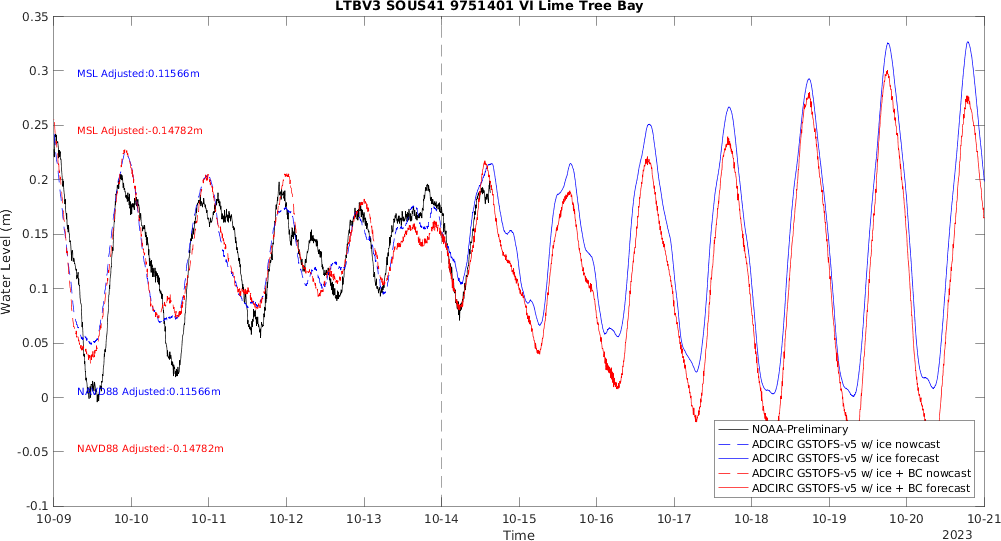 LTBV3 SOUS41 9751401 VI Lime Tree Bay
0.35
0.3
0.25
0.2
0.15
0.1
0.05
0
-0.05
-0.1
Water Level (m)
MSL Adjusted:0.11566m
MSL Adjusted:-0.14782m
NAVD88 Adjusted:0.11566m
NAVD88 Adjusted:-0.14782m
NOAA-Preliminary
ADCIRC GSTOFS-v5 w/ ice nowcast
ADCIRC GSTOFS-v5 w/ ice forecast
ADCIRC GSTOFS-v5 w/ ice + BC nowcast
ADCIRC GSTOFS-v5 w/ ice + BC forecast
10-09 10-10 10-11 10-12 10-13 10-14 10-15 10-16 10-17 10-18 10-19 10-20 10-21
Time
2023